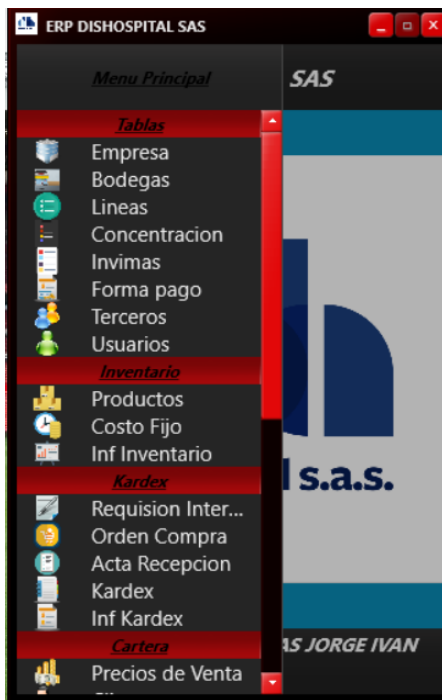 ERP DISHOSPITAL SAS
Menu Principal
SAS
Tablas
Empresa
Bodegas
Lineas
Concentracion
Invimas
Forma pago
Terceros
Usuarios
Inventario
Productos
Costo Fijo
Inf Inventario
Kardex
Requision Inter...
Orden Compra
Acta Recepcion
Kardex
Inf Kardex
Cartera
Precios de Venta
l s.a.s.
AS JORGE IVAN